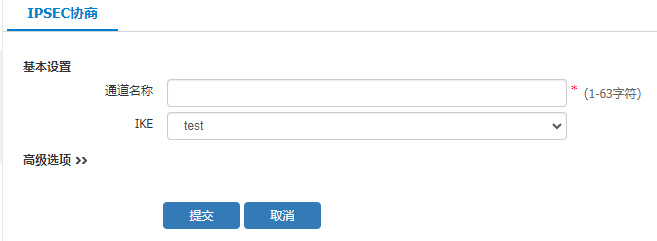 IPSEC协商
基本设置
通道名称 * (1-63字符)
IKE test
高级选项 >>
提交 取消